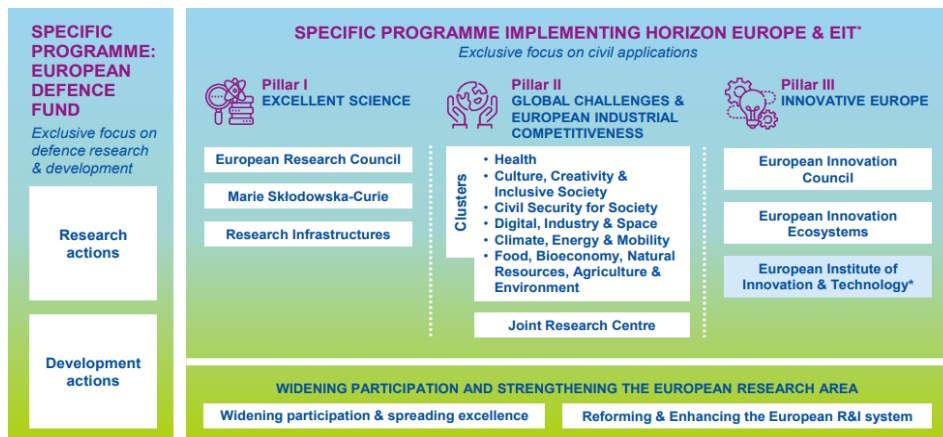 SPECIFIC
PROGRAMME:
EUROPEAN
DEFENCE
FUND
Exclusive focus on
defence research
& development
Research
actions
Development
actions
SPECIFIC PROGRAMME IMPLEMENTING HORIZON EUROPE & EIT*
Exclusive focus on civil applications
Pillar I
EXCELLENT SCIENCE
European Research Council
Marie Skłodowska-Curie
Research Infrastructures
Pillar II
GLOBAL CHALLENGES &
EUROPEAN INDUSTRIAL
COMPETITIVENESS
Clusters
• Health
• Culture, Creativity &
Inclusive Society
• Civil Security for Society
• Digital, Industry & Space
• Climate, Energy & Mobility
• Food, Bioeconomy, Natural
Resources, Agriculture &
Environment
Joint Research Centre
Pillar III
INNOVATIVE EUROPE
European Innovation
Council
European Innovation
Ecosystems
European Institute of
Innovation & Technology*
WIDENING PARTICIPATION AND STRENGTHENING THE EUROPEAN RESEARCH AREA
Widening participation & spreading excellence
Reforming & Enhancing the European R&I system